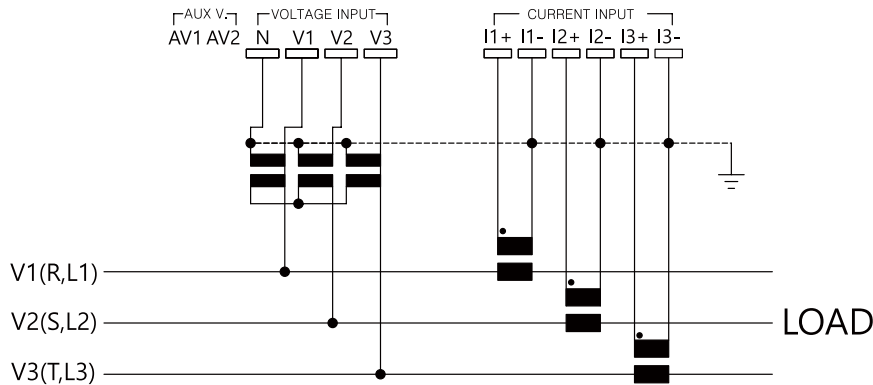 AUX V. VOLTAGE INPUT CURRENT INPUT
AV1 AV2 N V1 V2 V3 I1+ I1- I2+ I2- I3+ I3-
V1(R,L1)
V2(S,L2) LOAD
V3(T,L3)